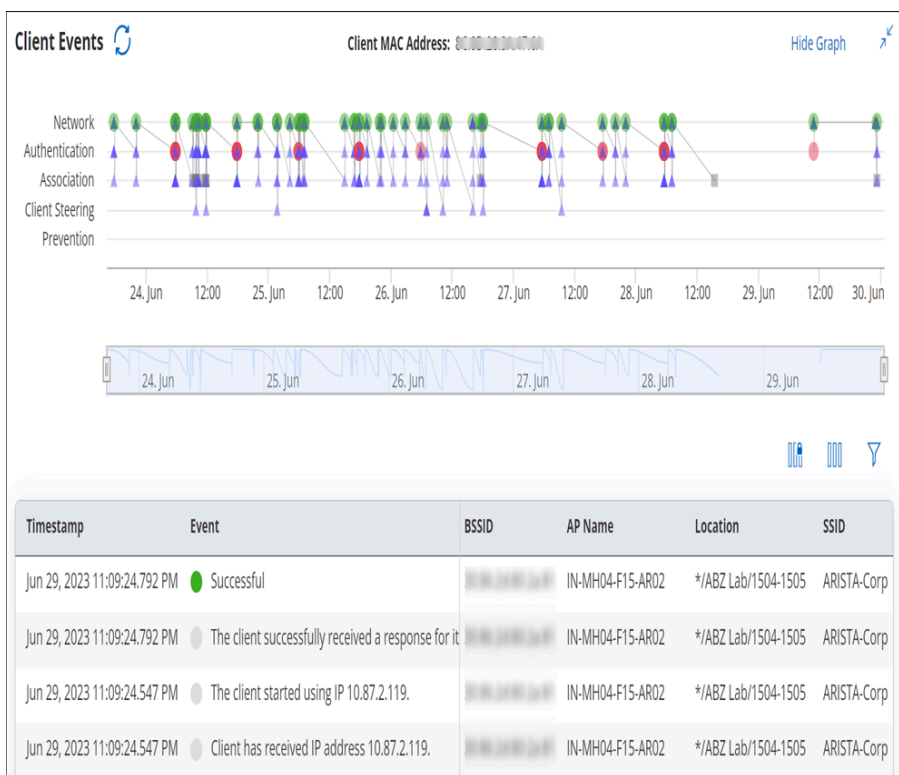 Client Events
Client MAC Address:
Hide Graph
Network
Authentication
Association
Client Steering
Prevention
24. Jun 12:00 25. Jun 12:00 26. Jun 12:00 27. Jun 12:00 28. Jun 12:00 29. Jun 12:00 30. Jun
24. Jun 25. Jun 26. Jun 27. Jun 28. Jun 29. Jun
Timestamp Event BSSID AP Name Location SSID
Jun 29, 2023 11:09:24.792 PM Successful IN-MH04-F15-AR02 */ABZ Lab/1504-1505 ARISTA-Corp
Jun 29, 2023 11:09:24.792 PM The client successfully received a response for it IN-MH04-F15-AR02 */ABZ Lab/1504-1505 ARISTA-Corp
Jun 29, 2023 11:09:24.547 PM The client started using IP 10.87.2.119. IN-MH04-F15-AR02 */ABZ Lab/1504-1505 ARISTA-Corp
Jun 29, 2023 11:09:24.547 PM Client has received IP address 10.87.2.119. IN-MH04-F15-AR02 */ABZ Lab/1504-1505 ARISTA-Corp